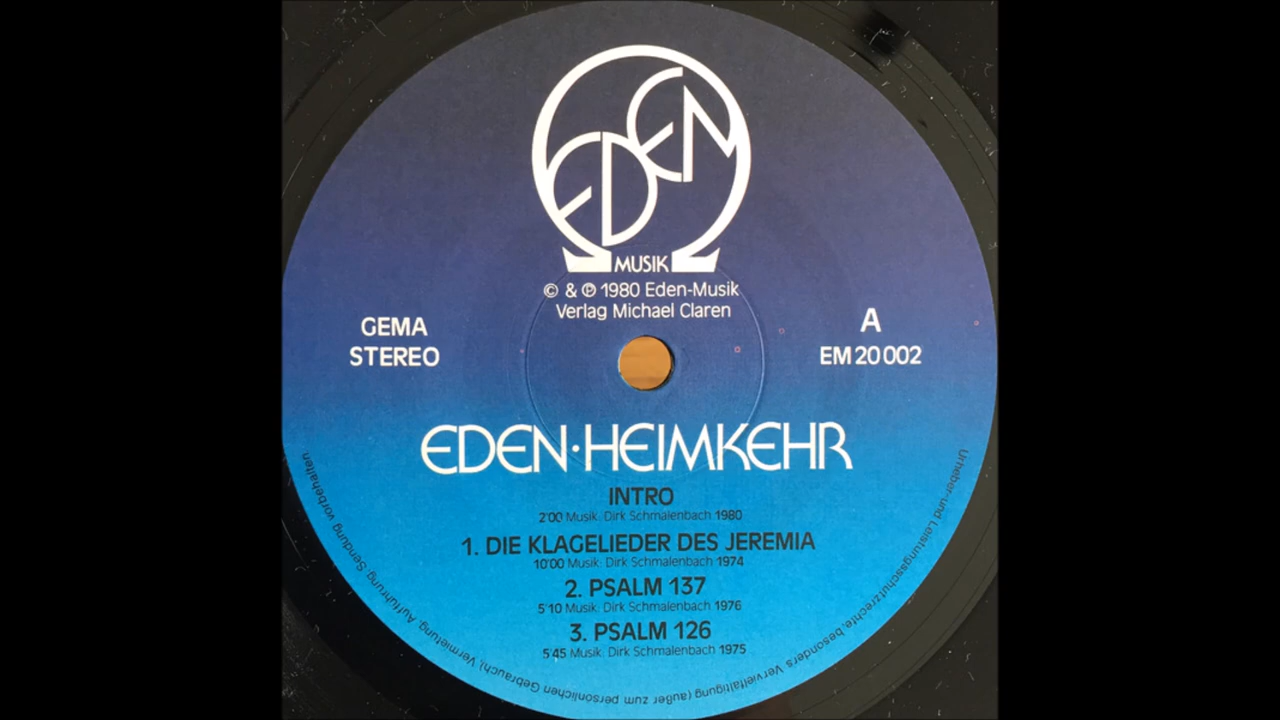 EDEN
MUSIK
© & ℗ 1980 Eden-Musik
Verlag Michael Claren
GEMA
STEREO
A
EM 20 002
EDEN·HEIMKEHR
INTRO
2'00 Musik: Dirk Schmalenbach 1980
1. DIE KLAGELIEDER DES JEREMIA
10'00 Musik: Dirk Schmalenbach 1974
2. PSALM 137
5'10 Musik: Dirk Schmalenbach 1976
3. PSALM 126
5'45 Musik: Dirk Schmalenbach 1975
Urheber- und Leistungsschutzrechte, besonders Vervielfältigung (außer zum persönlichen Gebrauch), Vermietung, Aufführung, Sendung vorbehalten